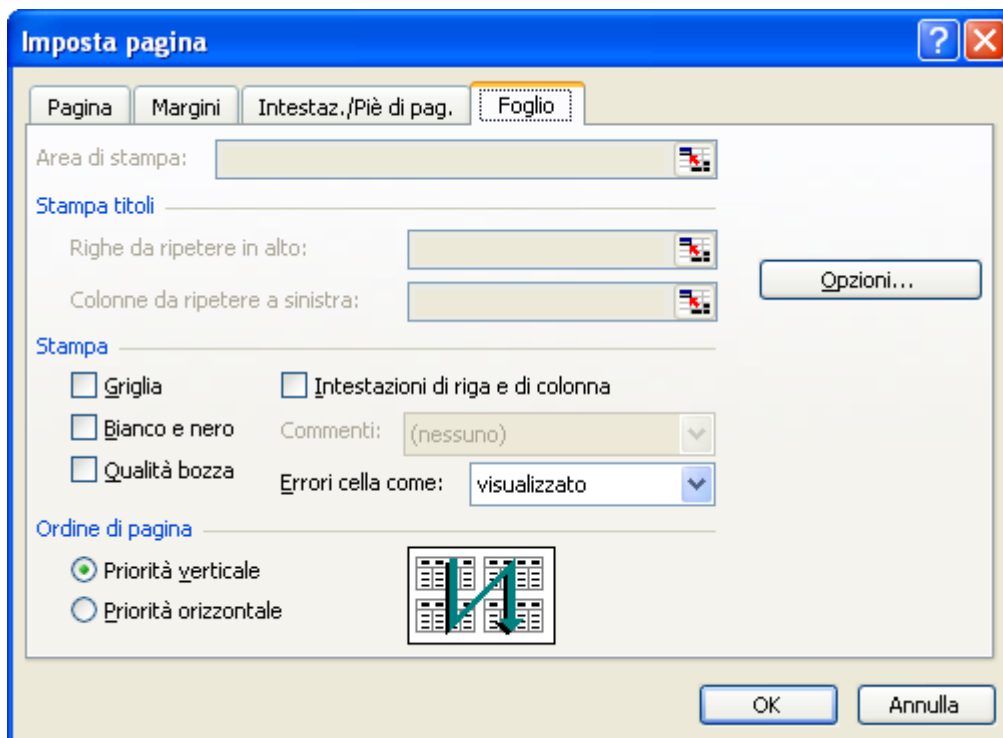 Imposta pagina
Pagina Margini Intestaz./Piè di pag. Foglio
Area di stampa:
Stampa titoli
Righe da ripetere in alto:
Colonne da ripetere a sinistra:
Opzioni...
Stampa
Griglia Intestazioni di riga e di colonna
Bianco e nero Commenti: (nessuno)
Qualità bozza Errori cella come: visualizzato
Ordine di pagina
Priorità verticale
Priorità orizzontale
OK Annulla